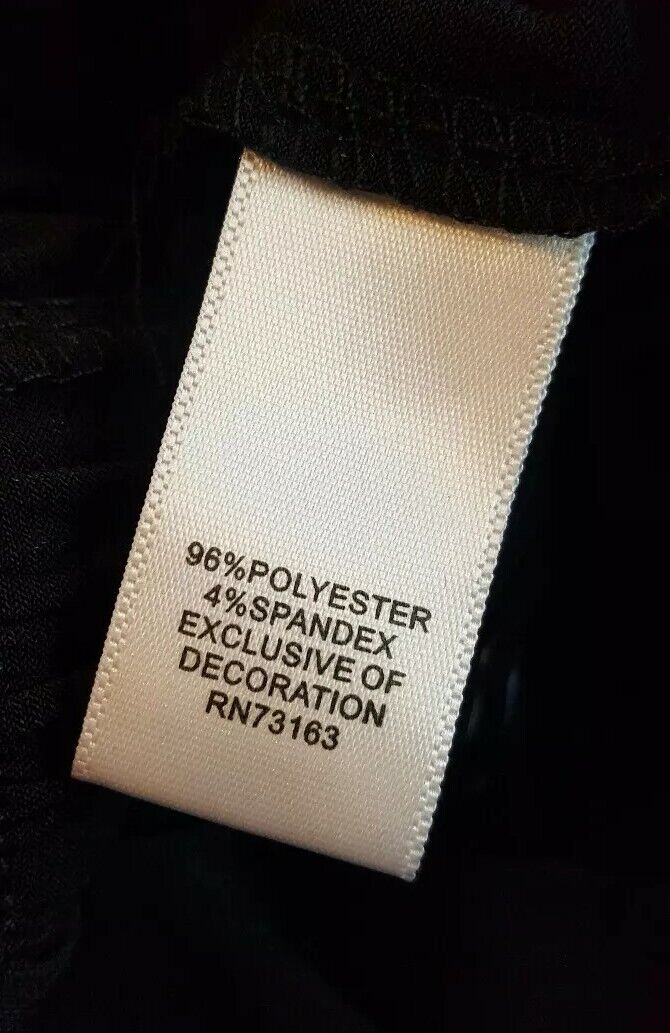 96%POLYESTER
4%SPANDEX
EXCLUSIVE OF
DECORATION
RN73163